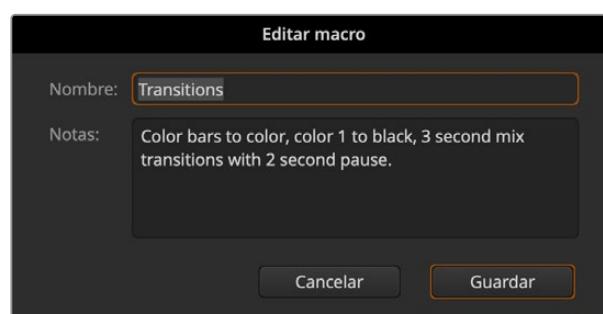 Editar macro
Nombre: Transitions
Notas: Color bars to color, color 1 to black, 3 second mix
transitions with 2 second pause.
Cancelar Guardar